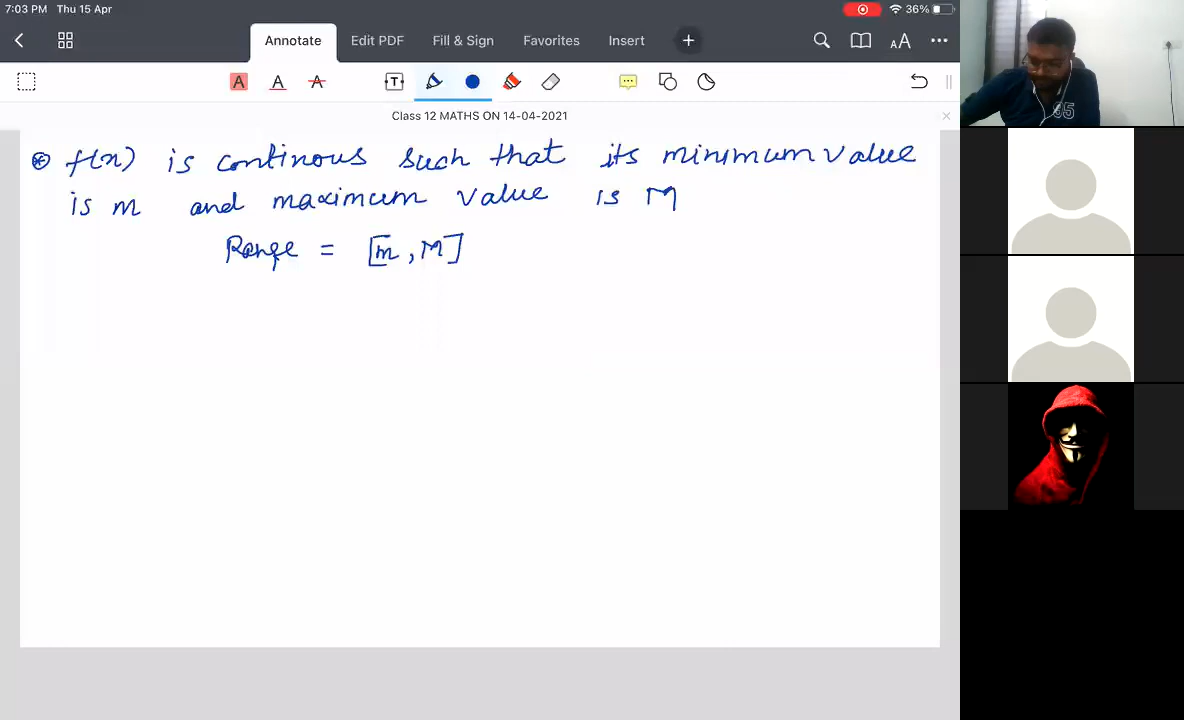 7:03 PM Thu 15 Apr
36%
Annotate Edit PDF Fill & Sign Favorites Insert
Class 12 MATHS ON 14-04-2021
f(x) is continous such that its minimum value
is m and maximum value is M
Range = [m, M]
95